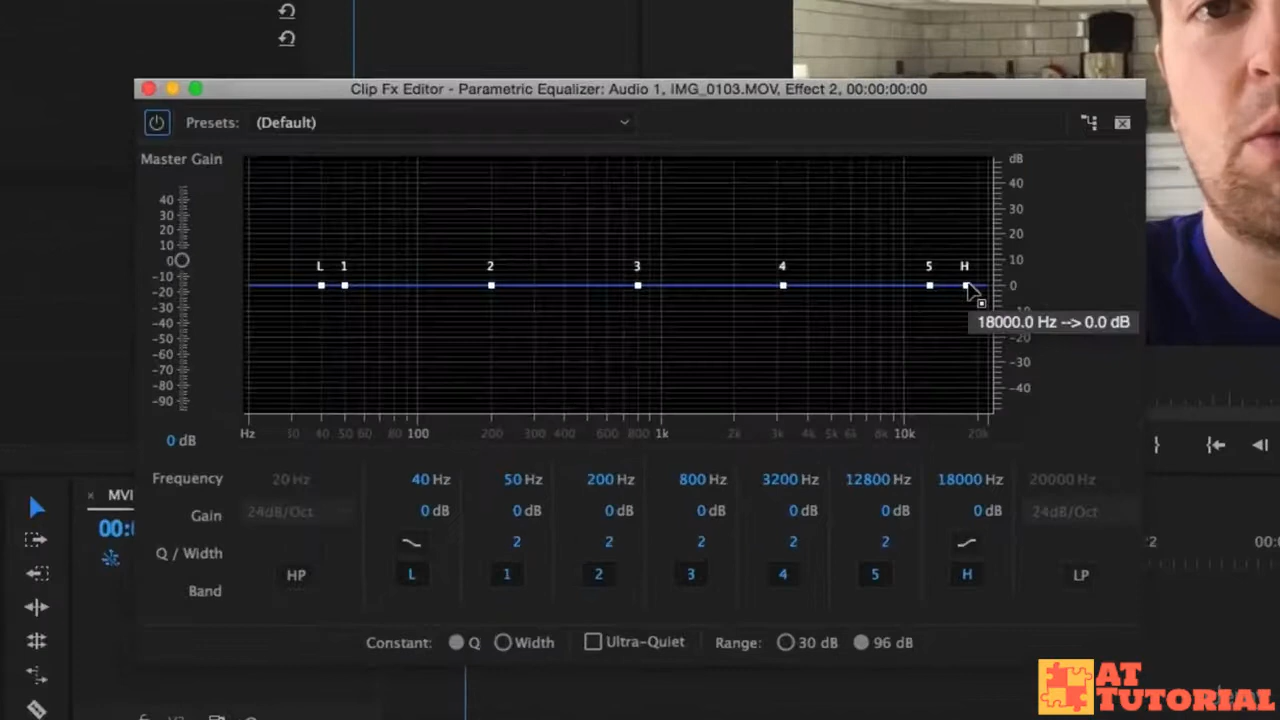 Clip Fx Editor - Parametric Equalizer: Audio 1, IMG_0103.MOV, Effect 2, 00:00:00:00
Presets: (Default)
Master Gain
dB
40
30
20
10
0
-10
-20
-30
-40
-50
-60
-70
-80
-90
0 dB
L 1 2 3 4 5 H
40
30
20
10
0
-20
-30
-40
18000.0 Hz --> 0.0 dB
Hz 30 40 50 60 80 100 200 300 400 600 800 1k 2k 3k 4k 5k 6k 8k 10k 20k
Frequency 20 Hz 40 Hz 50 Hz 200 Hz 800 Hz 3200 Hz 12800 Hz 18000 Hz 20000 Hz
Gain 24dB/Oct 0 dB 0 dB 0 dB 0 dB 0 dB 0 dB 0 dB 24dB/Oct
Q / Width 2 2 2 2 2
Band HP L 1 2 3 4 5 H LP
Constant: Q Width Ultra-Quiet Range: 30 dB 96 dB
× MVI
00:
00:
AT
TUTORIAL